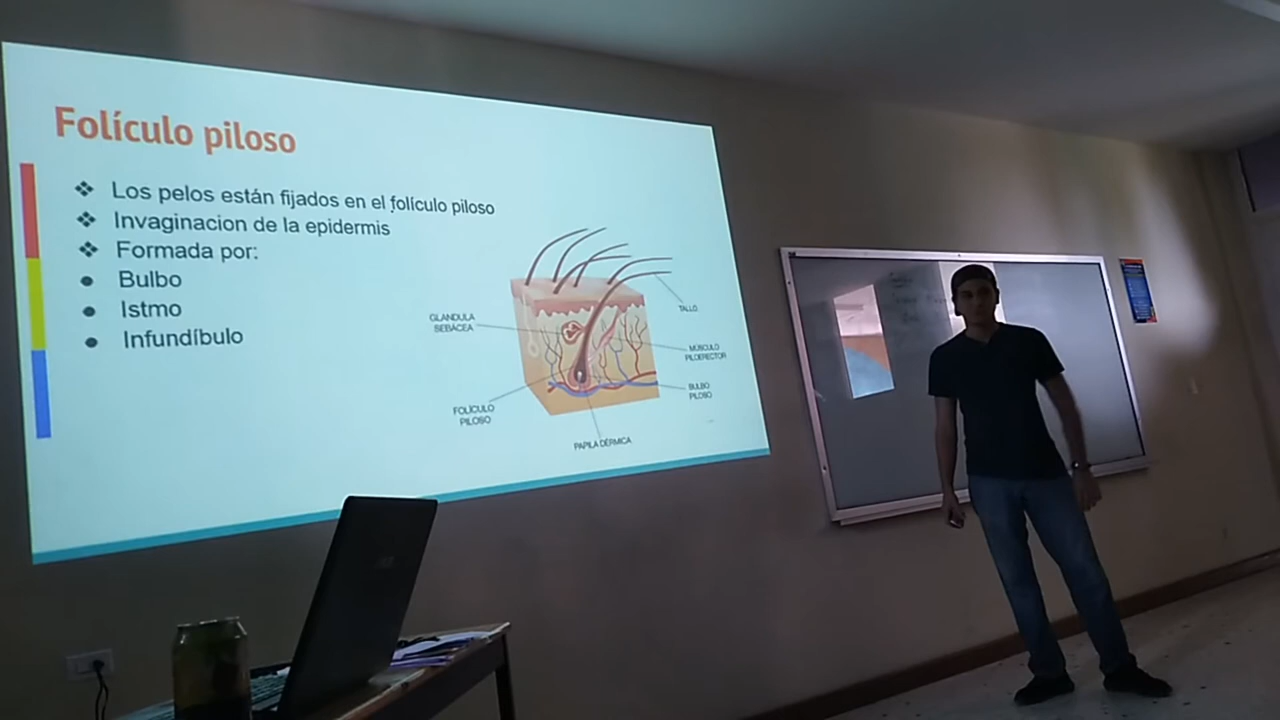 Folículo piloso
Los pelos están fijados en el folículo piloso
Invaginacion de la epidermis
Formada por:
Bulbo
Istmo
Infundíbulo
GLANDULA
SEBÁCEA
TALLO
MÚSCULO
PILOERECTOR
BULBO
PILOSO
FOLÍCULO
PILOSO
PAPILA DÉRMICA